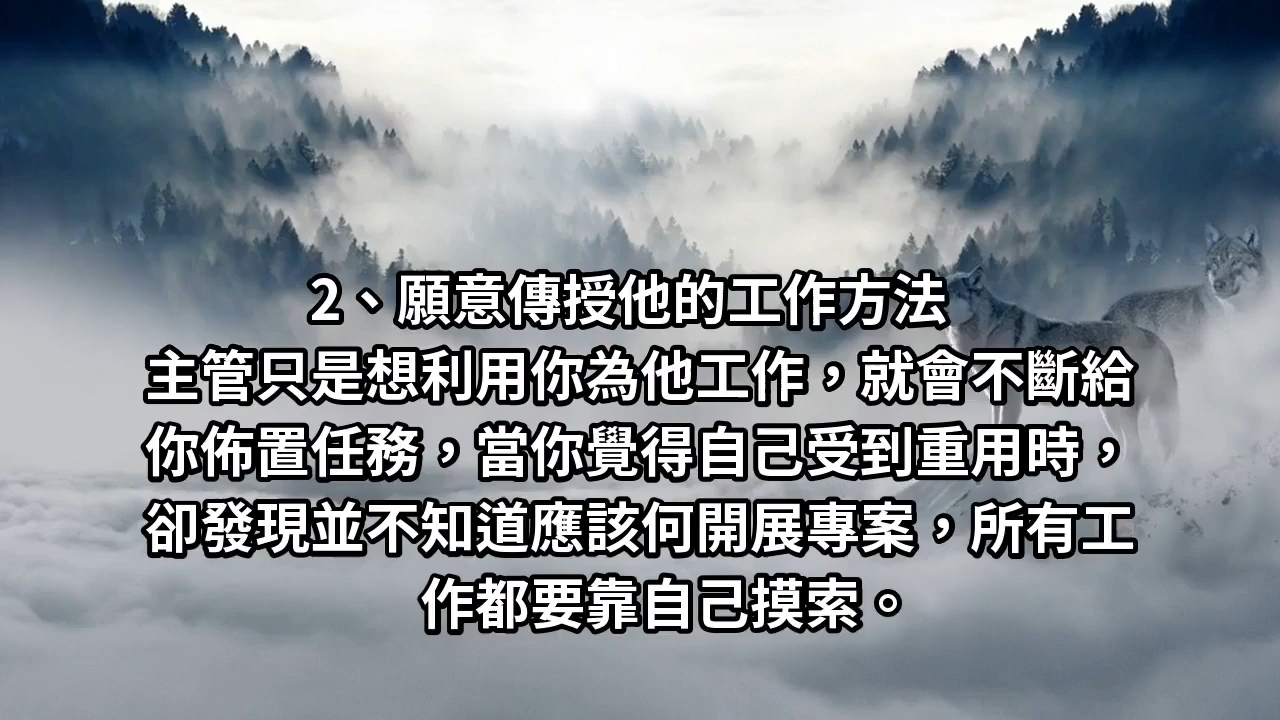 2、願意傳授他的工作方法
主管只是想利用你為他工作，就會不斷給
你佈置任務，當你覺得自己受到重用時，
卻發現並不知道應該何開展專案，所有工
作都要靠自己摸索。